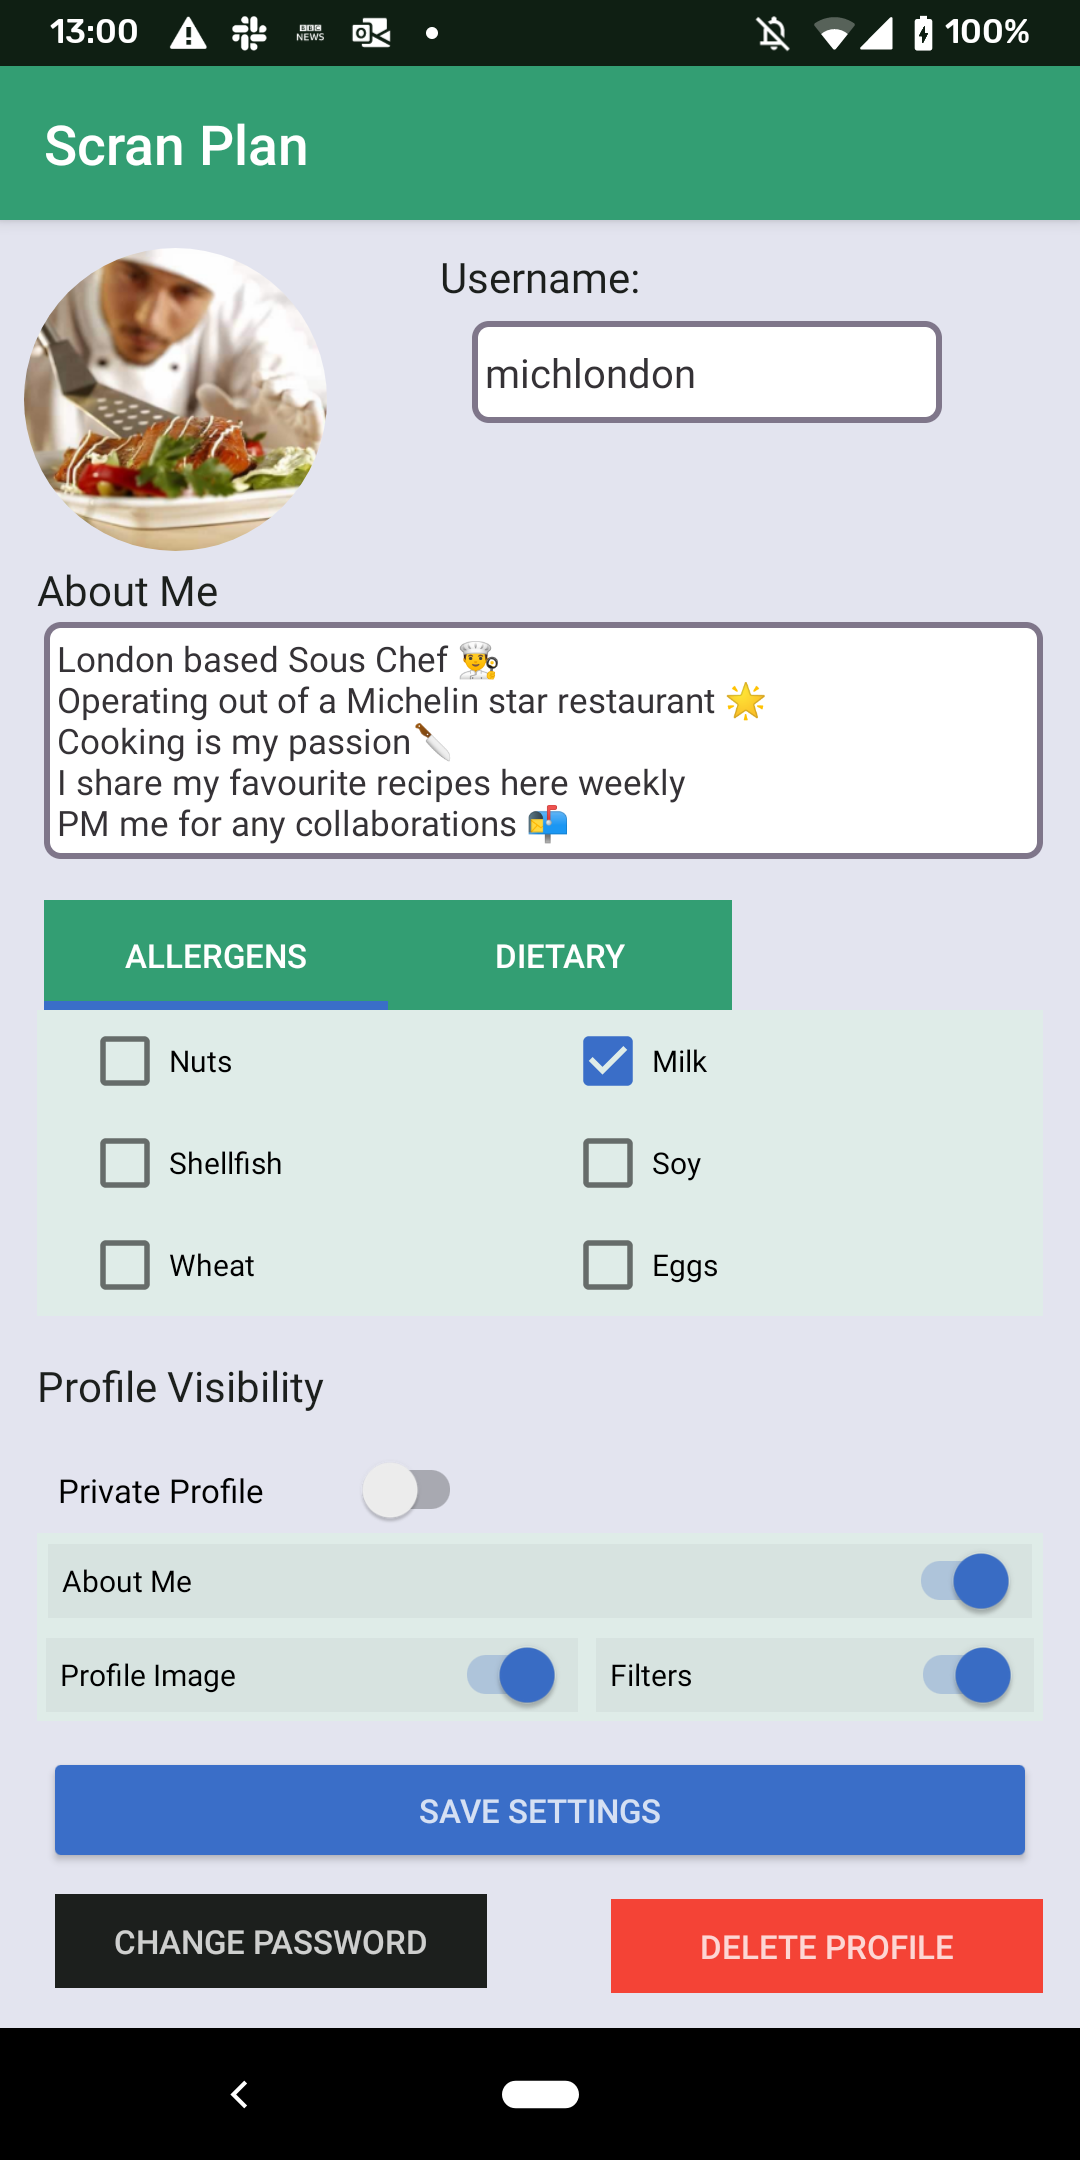 13:00
BBC
NEWS
100%
Scran Plan
Username:
michlondon
About Me
London based Sous Chef 👨‍🍳
Operating out of a Michelin star restaurant 🌟
Cooking is my passion🔪
I share my favourite recipes here weekly
PM me for any collaborations 📬
ALLERGENS DIETARY
Nuts Milk
Shellfish Soy
Wheat Eggs
Profile Visibility
Private Profile
About Me
Profile Image Filters
SAVE SETTINGS
CHANGE PASSWORD DELETE PROFILE